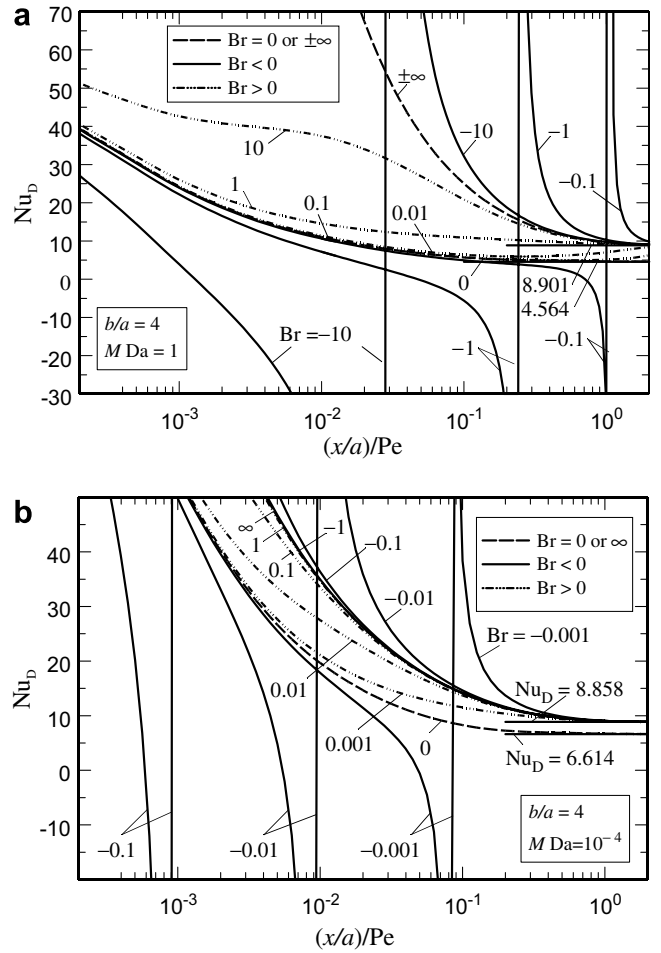 a
70
60
50
40
30
20
10
0
−10
−20
−30
Nu_D
Br = 0 or ±∞
Br < 0
Br > 0
±∞
−10
−1
−0.1
10
1
0.1
0.01
0
8.901
4.564
b/a = 4
M Da = 1
Br = −10
−1
−0.1
10⁻³
10⁻²
10⁻¹
10⁰
(x/a)/Pe
b
40
30
20
10
0
-10
Nu_D
Br = 0 or ∞
Br < 0
Br > 0
∞
1
0.1
−1
−0.1
−0.01
Br = −0.001
0.01
0.001
0
Nu_D = 8.858
Nu_D = 6.614
b/a = 4
M Da=10⁻⁴
−0.1
−0.01
−0.001
10⁻³
10⁻²
10⁻¹
10⁰
(x/a)/Pe